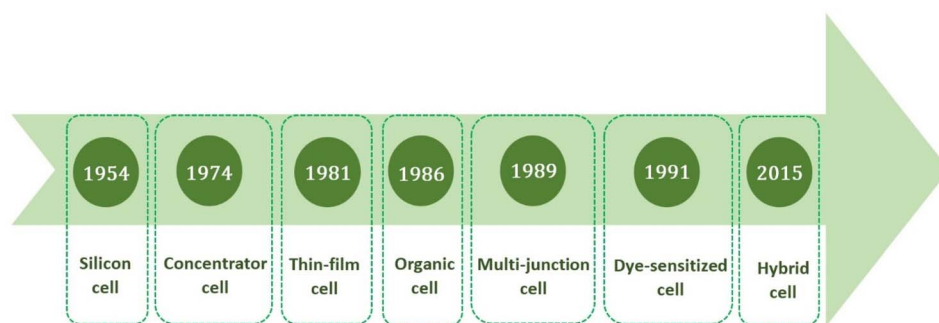 1954
1974
1981
1986
1989
1991
2015
Silicon
cell
Concentrator
cell
Thin-film
cell
Organic
cell
Multi-junction
cell
Dye-sensitized
cell
Hybrid
cell